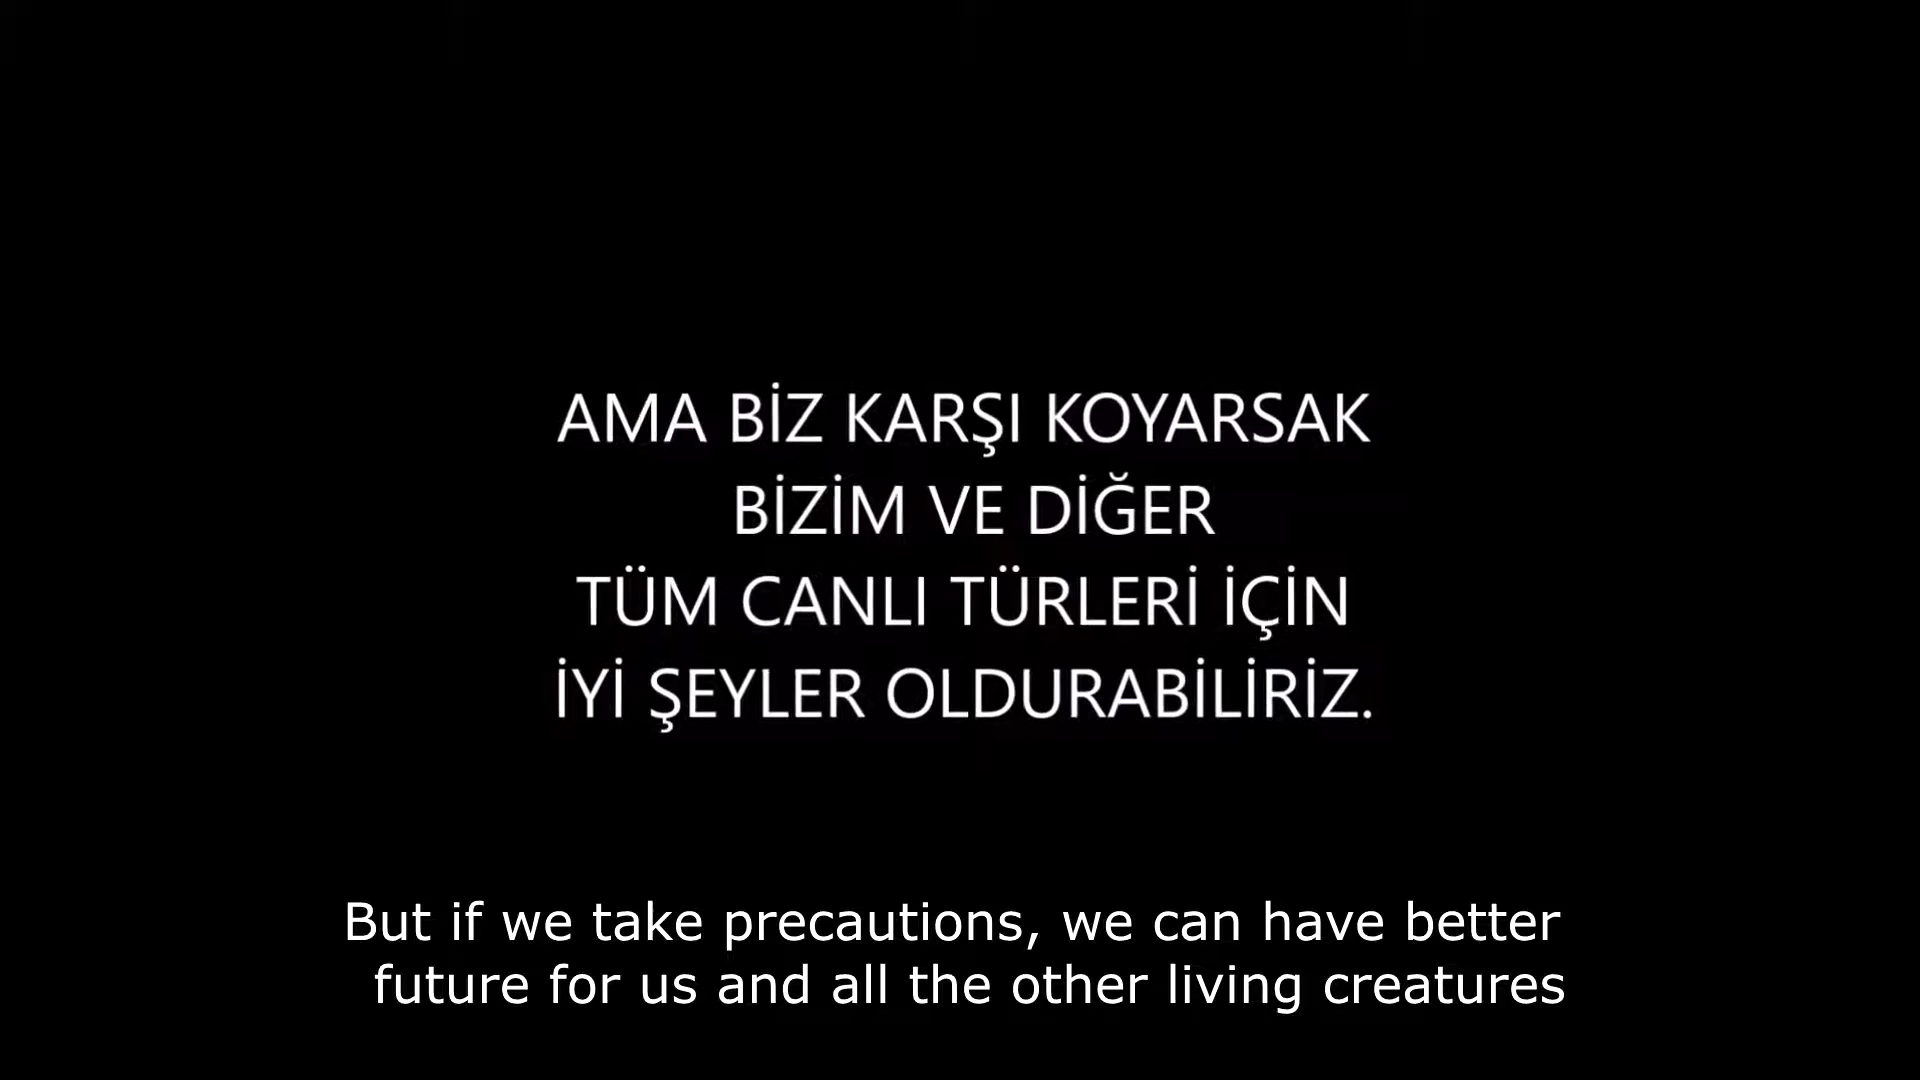 AMA BİZ KARŞI KOYARSAK
BİZİM VE DİĞER
TÜM CANLI TÜRLERİ İÇİN
İYİ ŞEYLER OLDURABİLİRİZ.
But if we take precautions, we can have better
future for us and all the other living creatures